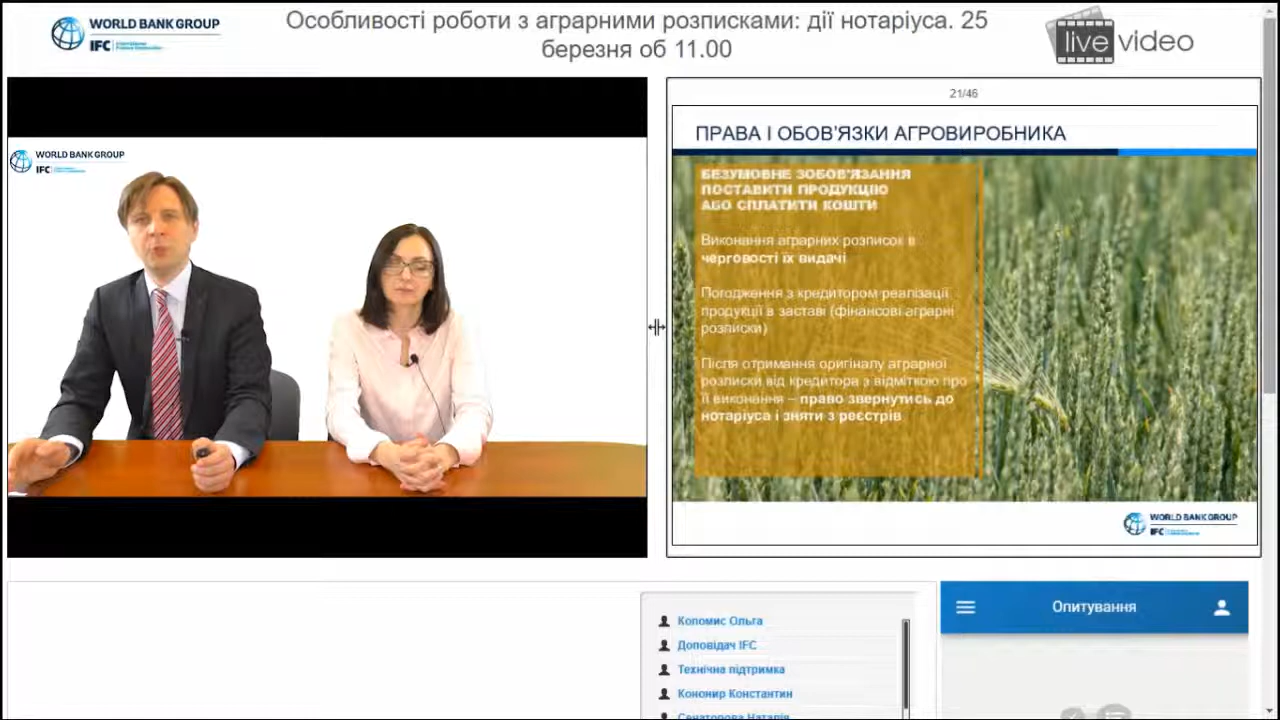 WORLD BANK GROUP
IFC
Особливості роботи з аграрними розписками: дії нотаріуса. 25
березня об 11.00
live video
WORLD BANK GROUP
IFC
21/46
ПРАВА І ОБОВ'ЯЗКИ АГРОВИРОБНИКА
БЕЗУМОВНЕ ЗОБОВ'ЯЗАННЯ
ПОСТАВИТИ ПРОДУКЦІЮ
АБО СПЛАТИТИ КОШТИ
Виконання аграрних розписок в
черговості їх видачі
Погодження з кредитором реалізації
продукції в заставі (фінансові аграрні
розписки)
Після отримання оригіналу аграрної
розписки від кредитора з відміткою про
її виконання – право звернутись до
нотаріуса і зняти з реєстрів
WORLD BANK GROUP
IFC
Коломис Ольга
Доповідач IFC
Технічна підтримка
Кононир Константин
Сенаторова Наталія
Опитування